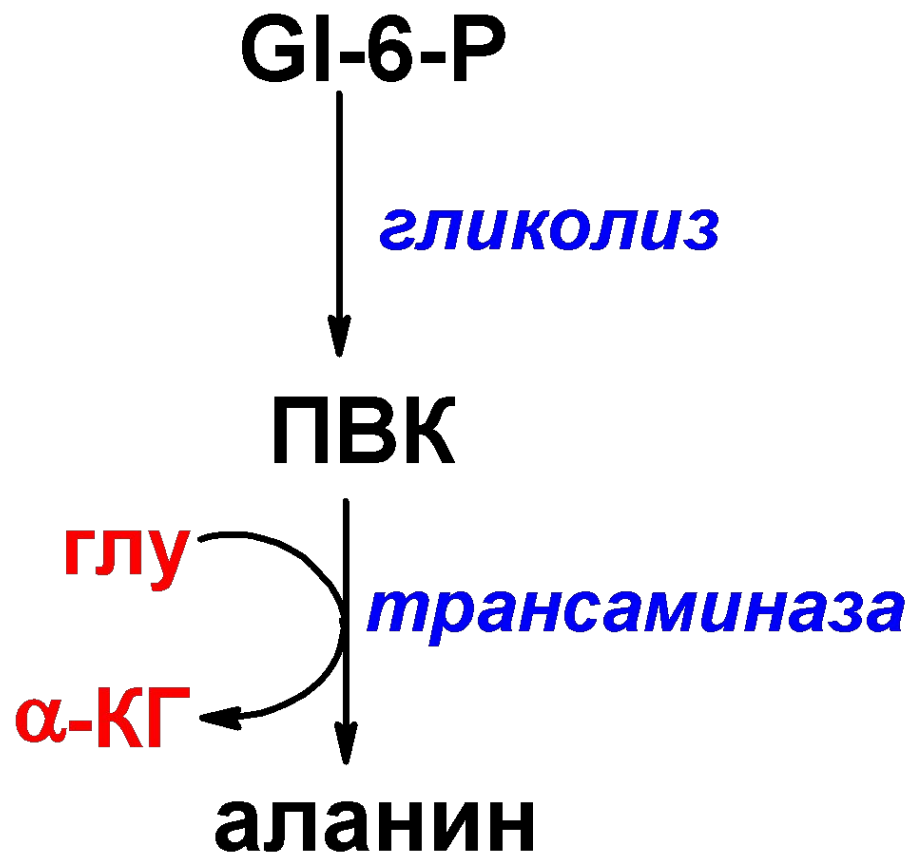 Gl-6-P
гликолиз
ПВК
глу
трансаминаза
α-КГ
аланин